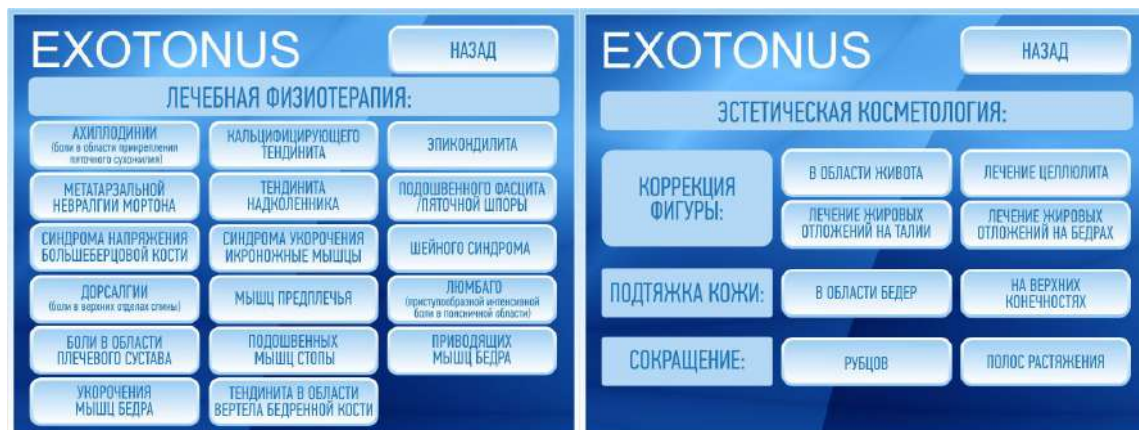 EXOTONUS
НАЗАД
ЛЕЧЕБНАЯ ФИЗИОТЕРАПИЯ:
АХИЛЛОДИНИИ
(боли в области прикрепления
пяточного сухожилия)
КАЛЬЦИФИЦИРУЮЩЕГО
ТЕНДИНИТА
ЭПИКОНДИЛИТА
МЕТАТАРЗАЛЬНОЙ
НЕВРАЛГИИ МОРТОНА
ТЕНДИНИТА
НАДКОЛЕННИКА
ПОДОШВЕННОГО ФАСЦИТА
/ПЯТОЧНОЙ ШПОРЫ
СИНДРОМА НАПРЯЖЕНИЯ
БОЛЬШЕБЕРЦОВОЙ КОСТИ
СИНДРОМА УКОРОЧЕНИЯ
ИКРОНОЖНЫЕ МЫШЦЫ
ШЕЙНОГО СИНДРОМА
ДОРСАЛГИИ
(боли в верхних отделах спины)
МЫШЦ ПРЕДПЛЕЧЬЯ
ЛЮМБАГО
(приступообразной интенсивной
боли в поясничной области)
БОЛИ В ОБЛАСТИ
ПЛЕЧЕВОГО СУСТАВА
ПОДОШВЕННЫХ
МЫШЦ СТОПЫ
ПРИВОДЯЩИХ
МЫШЦ БЕДРА
УКОРОЧЕНИЯ
МЫШЦ БЕДРА
ТЕНДИНИТА В ОБЛАСТИ
ВЕРТЕЛА БЕДРЕННОЙ КОСТИ
EXOTONUS
НАЗАД
ЭСТЕТИЧЕСКАЯ КОСМЕТОЛОГИЯ:
КОРРЕКЦИЯ
ФИГУРЫ:
В ОБЛАСТИ ЖИВОТА
ЛЕЧЕНИЕ ЦЕЛЛЮЛИТА
ЛЕЧЕНИЕ ЖИРОВЫХ
ОТЛОЖЕНИЙ НА ТАЛИИ
ЛЕЧЕНИЕ ЖИРОВЫХ
ОТЛОЖЕНИЙ НА БЕДРАХ
ПОДТЯЖКА КОЖИ:
В ОБЛАСТИ БЕДЕР
НА ВЕРХНИХ
КОНЕЧНОСТЯХ
СОКРАЩЕНИЕ:
РУБЦОВ
ПОЛОС РАСТЯЖЕНИЯ